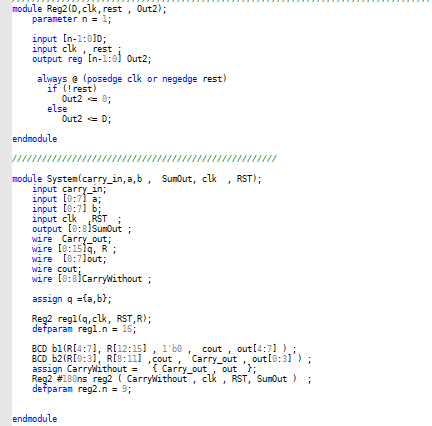 module Reg2(D,clk,rest , Out2);
parameter n = 1;
input [n-1:0]D;
input clk , rest ;
output reg [n-1:0] Out2;
always @ (posedge clk or negedge rest)
if (!rest)
Out2 <= 0;
else
Out2 <= D;
endmodule
//////////////////////////////////////////////////////
module System(carry_in,a,b , SumOut, clk , RST);
input carry_in;
input [0:7] a;
input [0:7] b;
input clk ,RST ;
output [0:8]SumOut ;
wire Carry_out;
wire [0:15]q, R ;
wire [0:7]out;
wire cout;
wire [0:8]CarryWithout ;
assign q ={a,b};
Reg2 reg1(q,clk, RST,R);
defparam reg1.n = 16;
BCD b1(R[4:7], R[12:15] , 1'b0 , cout , out[4:7] ) ;
BCD b2(R[0:3], R[8:11] ,cout , Carry_out , out[0:3] ) ;
assign CarryWithout = { Carry_out , out };
Reg2 #180ns reg2 ( CarryWithout , clk , RST, SumOut ) ;
defparam reg2.n = 9;
endmodule